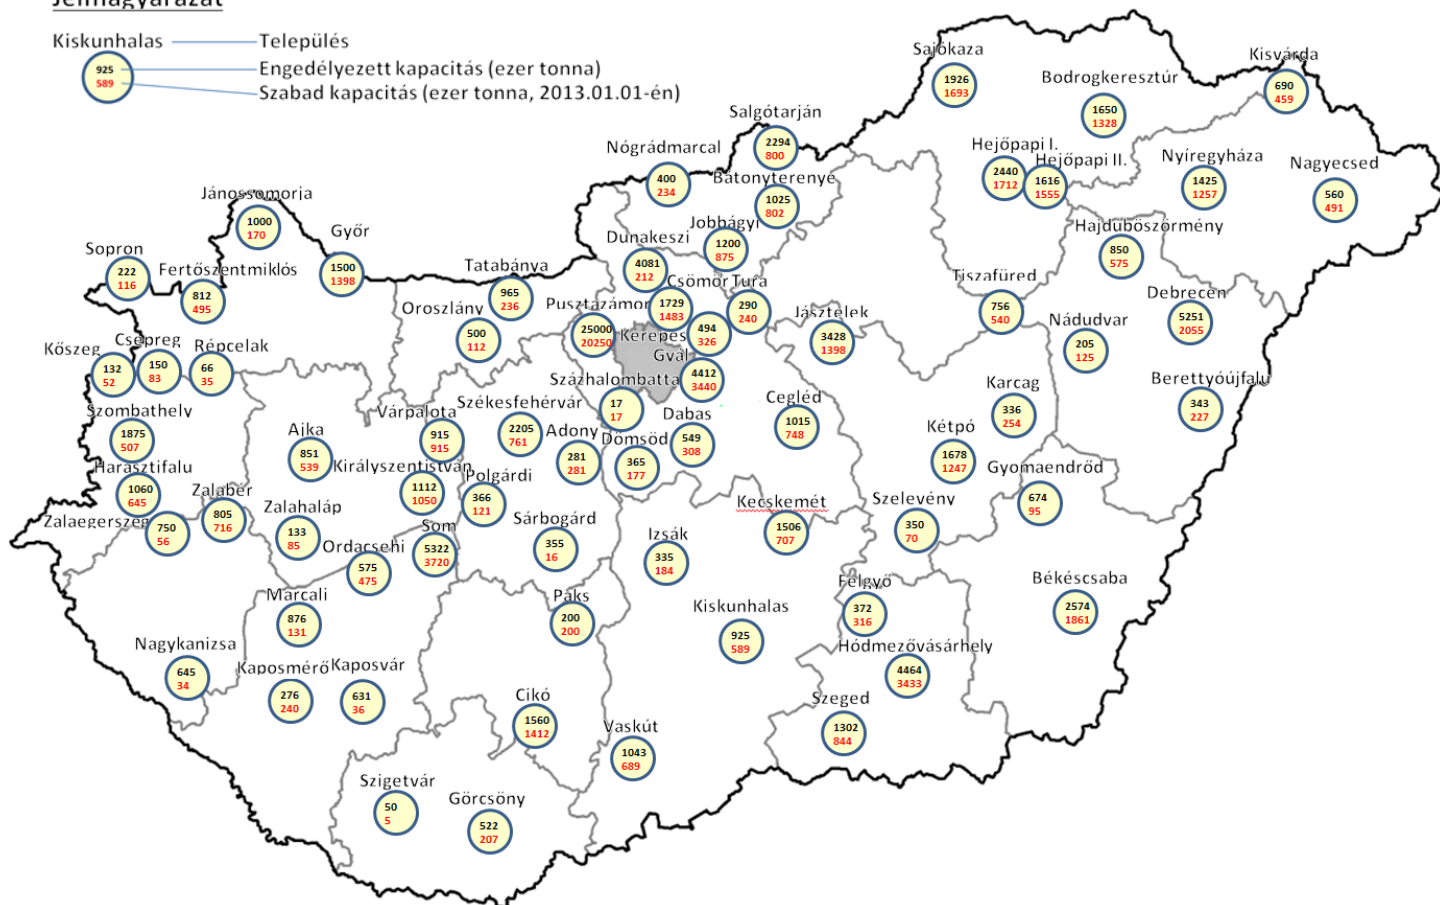 Jelmagyarázat
Kiskunhalas
Település
925
589
Engedélyezett kapacitás (ezer tonna)
Szabad kapacitás (ezer tonna, 2013.01.01-én)
Sajókaza
1926
1693
Bodrogkeresztúr
1650
1328
Kisvárda
690
459
Salgótarján
2294
800
Nógrádmarcal
400
234
Bátonyterenye
1025
802
Hejőpapi I.
2440
1712
Hejőpapi II.
1616
1555
Nyíregyháza
1425
1257
Nagyecsed
560
491
Jánossomorja
1000
170
Győr
1500
1398
Sopron
222
116
Fertőszentmiklós
812
495
Tatabánya
965
236
Oroszlány
500
112
Jobbágyi
1200
875
Dunakeszi
4081
212
Csömör
1729
1483
Tura
290
240
Pusztazámor
25000
20250
Kerepes
494
326
Gyál
4412
3440
Jásztelek
3428
1398
Tiszafüred
756
540
Hajdúböszörmény
850
575
Debrecen
5251
2055
Nádudvar
205
125
Berettyóújfalu
343
227
Kőszeg
132
52
Csepreg
150
83
Répcelak
66
35
Szombathely
1875
507
Harasztifalu
1060
645
Zalaegerszeg
750
56
Zalabér
805
716
Ajka
851
539
Várpalota
915
915
Királyszentistván
1112
1050
Székesfehérvár
2205
761
Százhalombatta
17
17
Adony
281
281
Dömsöd
365
177
Dabas
549
308
Cegléd
1015
748
Karcag
336
254
Kétpó
1678
1247
Gyomaendrőd
674
95
Polgárdi
366
121
Zalahaláp
133
85
Ordacsehi
575
475
Som
5322
3720
Sárbogárd
355
16
Izsák
335
184
Kecskemét
1506
707
Szelevény
350
70
Marcali
876
131
Paks
200
200
Kiskunhalas
925
589
Felgyő
372
316
Békéscsaba
2574
1861
Nagykanizsa
645
34
Kaposmérő
276
240
Kaposvár
631
36
Hódmezővásárhely
4464
3433
Szeged
1302
844
Cikó
1560
1412
Vaskút
1043
689
Szigetvár
50
5
Görcsöny
522
207